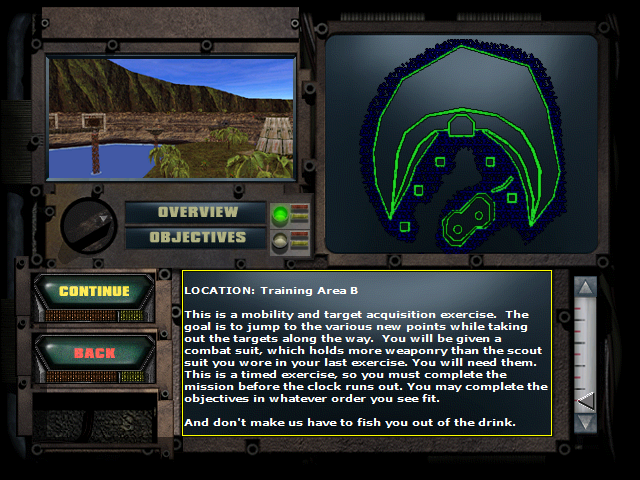 OVERVIEW
OBJECTIVES
CONTINUE
BACK
LOCATION: Training Area B
This is a mobility and target acquisition exercise.  The
goal is to jump to the various new points while taking
out the targets along the way.  You will be given a
combat suit, which holds more weaponry than the scout
suit you wore in your last exercise. You will need them.
This is a timed exercise, so you must complete the
mission before the clock runs out. You may complete the
objectives in whatever order you see fit.
And don't make us have to fish you out of the drink.